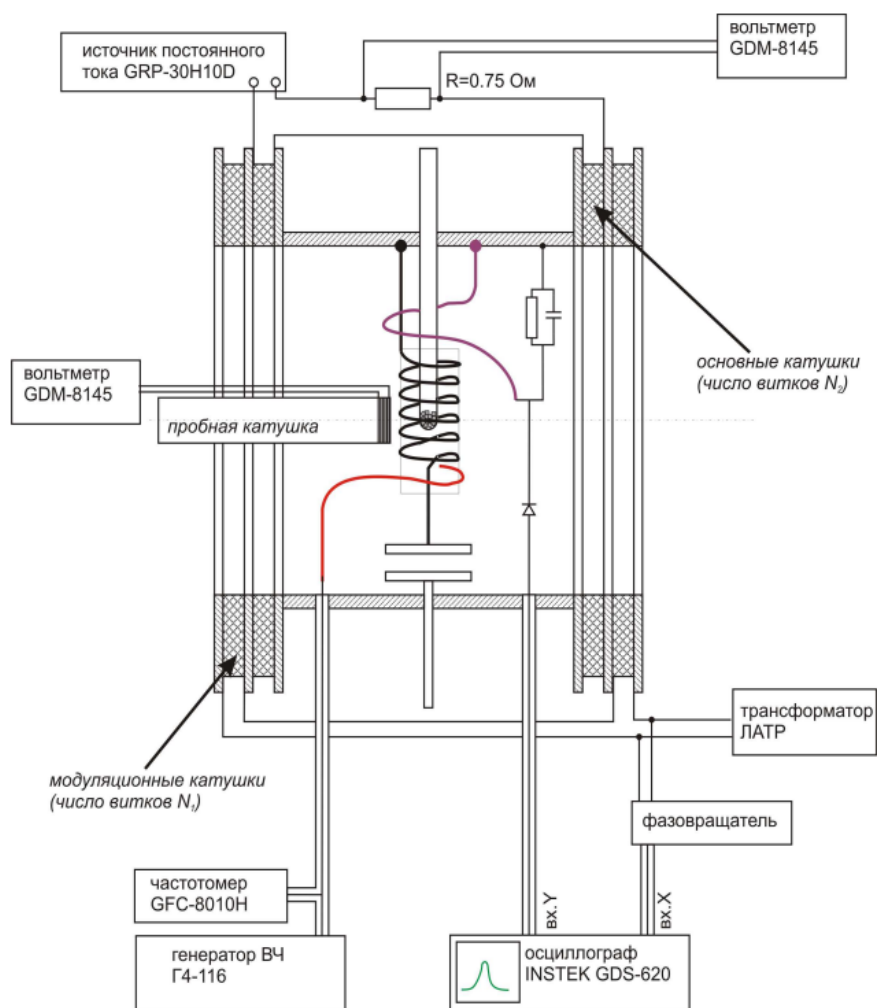 источник постоянного
тока GRP-30H10D
вольтметр
GDM-8145
R=0.75 Ом
основные катушки
(число витков N₂)
вольтметр
GDM-8145
пробная катушка
трансформатор
ЛАТР
модуляционные катушки
(число витков N₁)
фазовращатель
частотомер
GFC-8010H
вх.Y
вх.X
генератор ВЧ
Г4-116
осциллограф
INSTEK GDS-620